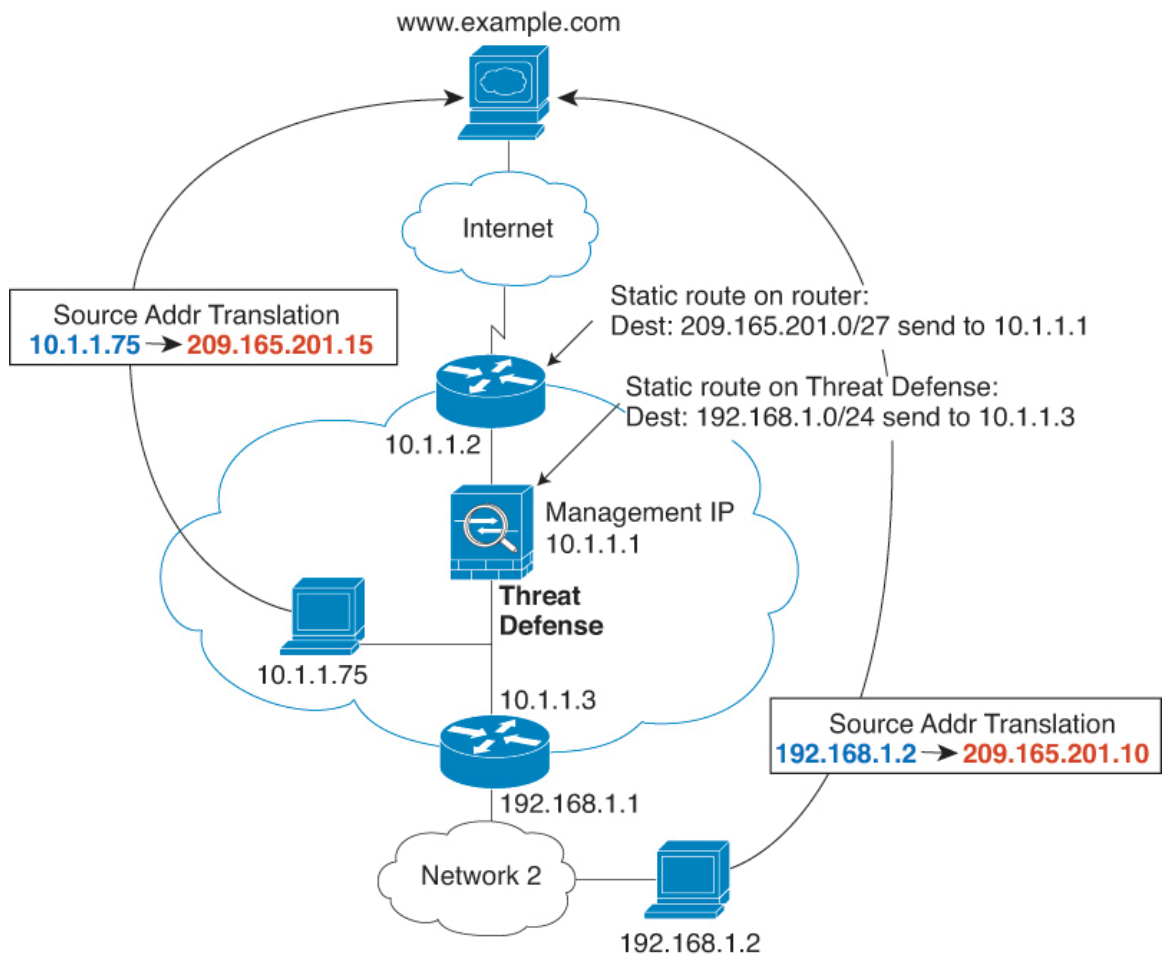 www.example.com
Internet
Static route on router:
Dest: 209.165.201.0/27 send to 10.1.1.1
Source Addr Translation
10.1.1.75 → 209.165.201.15
Static route on Threat Defense:
Dest: 192.168.1.0/24 send to 10.1.1.3
10.1.1.2
Management IP
10.1.1.1
Threat
Defense
10.1.1.75
10.1.1.3
Source Addr Translation
192.168.1.2 → 209.165.201.10
192.168.1.1
Network 2
192.168.1.2